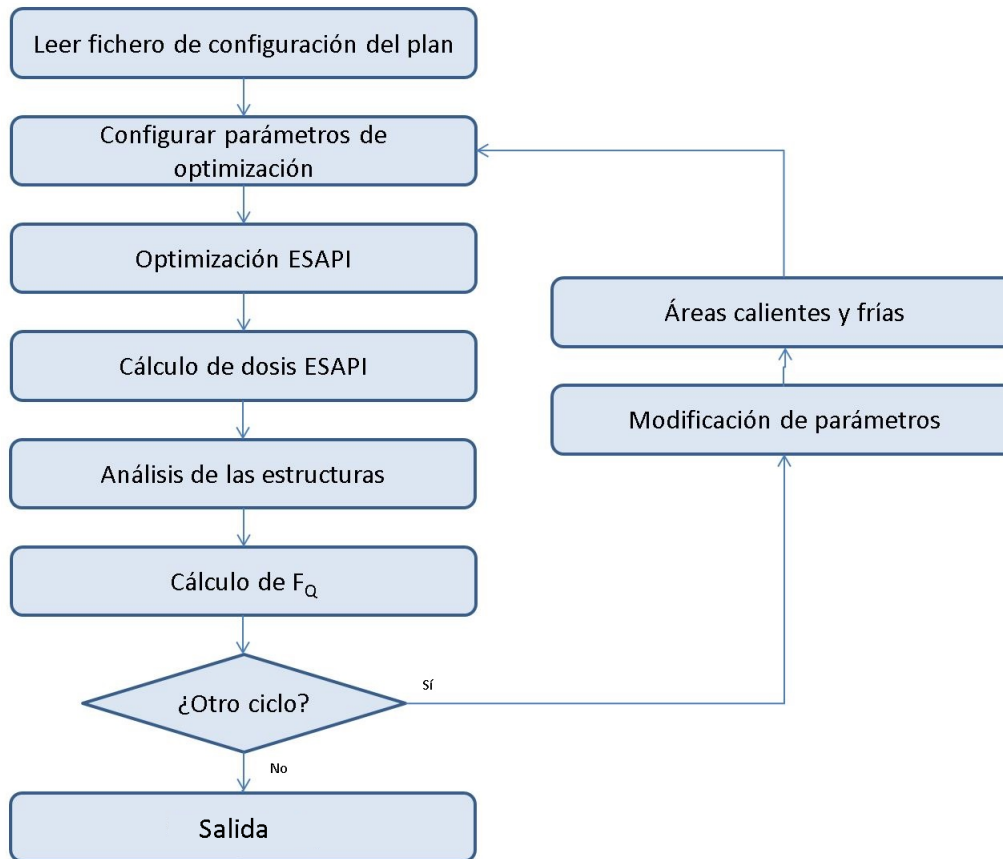 Leer fichero de configuración del plan
Configurar parámetros de
optimización
Optimización ESAPI
Cálculo de dosis ESAPI
Análisis de las estructuras
Cálculo de F_Q
¿Otro ciclo?
Sí
No
Salida
Áreas calientes y frías
Modificación de parámetros